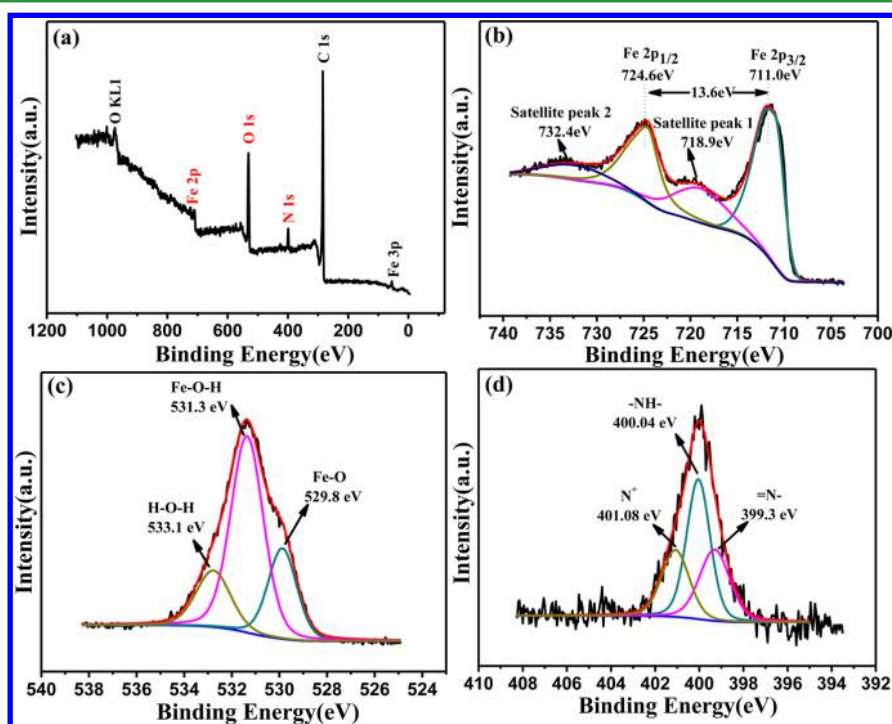 (a)
O KL1
Fe 2p
O 1s
N 1s
C 1s
Fe 3p
Intensity(a.u.)
1200 1000 800 600 400 200 0
Binding Energy(eV)
(b)
Fe 2p1/2
724.6eV
Fe 2p3/2
711.0eV
13.6eV
Satellite peak 2
732.4eV
Satellite peak 1
718.9eV
Intensity(a.u.)
740 735 730 725 720 715 710 705 700
Binding Energy(eV)
(c)
Fe-O-H
531.3 eV
Fe-O
529.8 eV
H-O-H
533.1 eV
Intensity(a.u.)
540 538 536 534 532 530 528 526 524
Binding Energy(eV)
(d)
-NH-
400.04 eV
N+
401.08 eV
=N-
399.3 eV
Intensity(a.u.)
410 408 406 404 402 400 398 396 394 392
Binding Energy(eV)